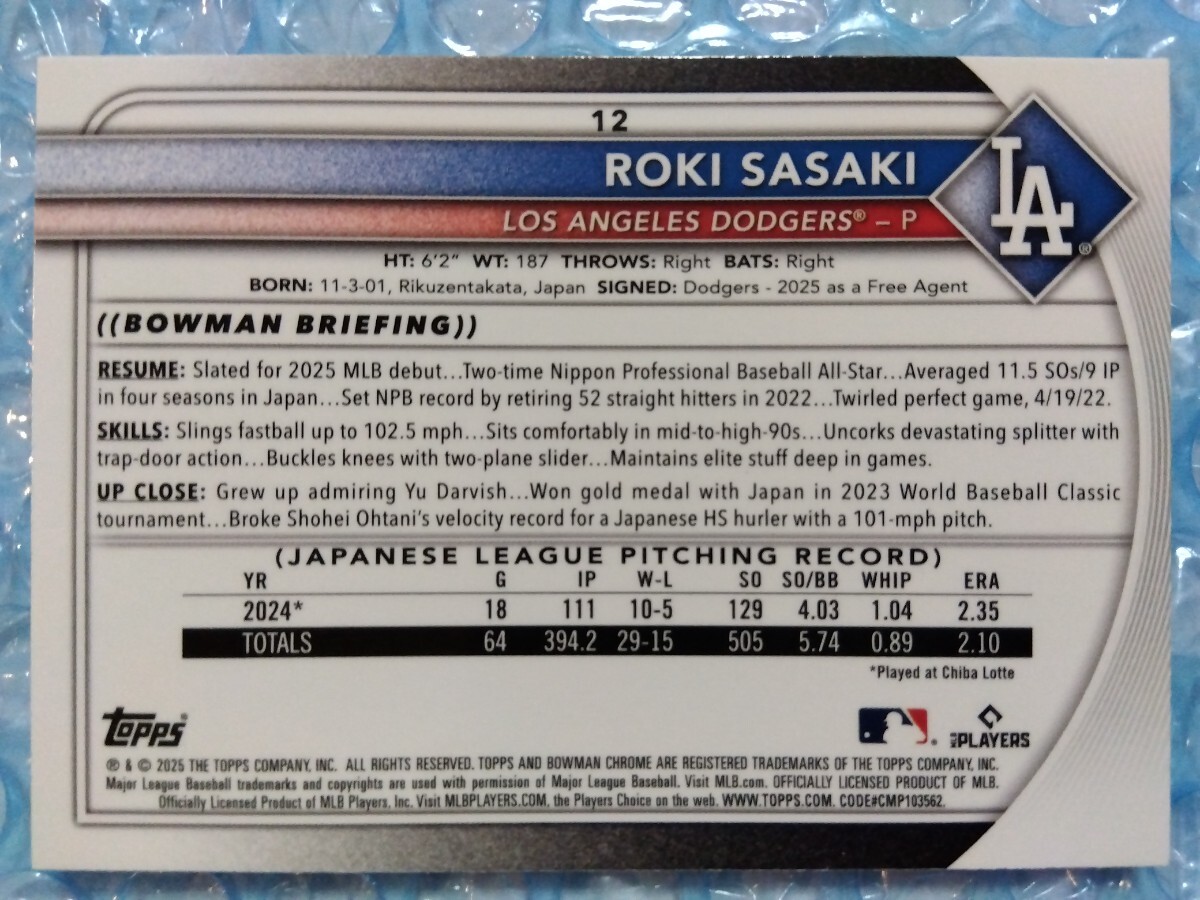 12
ROKI SASAKI
LOS ANGELES DODGERS® – P
LA®
HT: 6'2" WT: 187 THROWS: Right BATS: Right
BORN: 11-3-01, Rikuzentakata, Japan SIGNED: Dodgers - 2025 as a Free Agent
((BOWMAN BRIEFING))
RESUME: Slated for 2025 MLB debut...Two-time Nippon Professional Baseball All-Star...Averaged 11.5 SOs/9 IP
in four seasons in Japan...Set NPB record by retiring 52 straight hitters in 2022...Twirled perfect game, 4/19/22.
SKILLS: Slings fastball up to 102.5 mph...Sits comfortably in mid-to-high-90s...Uncorks devastating splitter with
trap-door action...Buckles knees with two-plane slider...Maintains elite stuff deep in games.
UP CLOSE: Grew up admiring Yu Darvish...Won gold medal with Japan in 2023 World Baseball Classic
tournament...Broke Shohei Ohtani's velocity record for a Japanese HS hurler with a 101-mph pitch.
(JAPANESE LEAGUE PITCHING RECORD)
YR G IP W-L SO SO/BB WHIP ERA
2024* 18 111 10-5 129 4.03 1.04 2.35
TOTALS 64 394.2 29-15 505 5.74 0.89 2.10
*Played at Chiba Lotte
TOPPS®
MLB PLAYERS
® & © 2025 THE TOPPS COMPANY, INC. ALL RIGHTS RESERVED. TOPPS AND BOWMAN CHROME ARE REGISTERED TRADEMARKS OF THE TOPPS COMPANY, INC.
Major League Baseball trademarks and copyrights are used with permission of Major League Baseball. Visit MLB.com. OFFICIALLY LICENSED PRODUCT OF MLB.
Officially Licensed Product of MLB Players, Inc. Visit MLBPLAYERS.COM, the Players Choice on the web. WWW.TOPPS.COM. CODE#CMP103562.